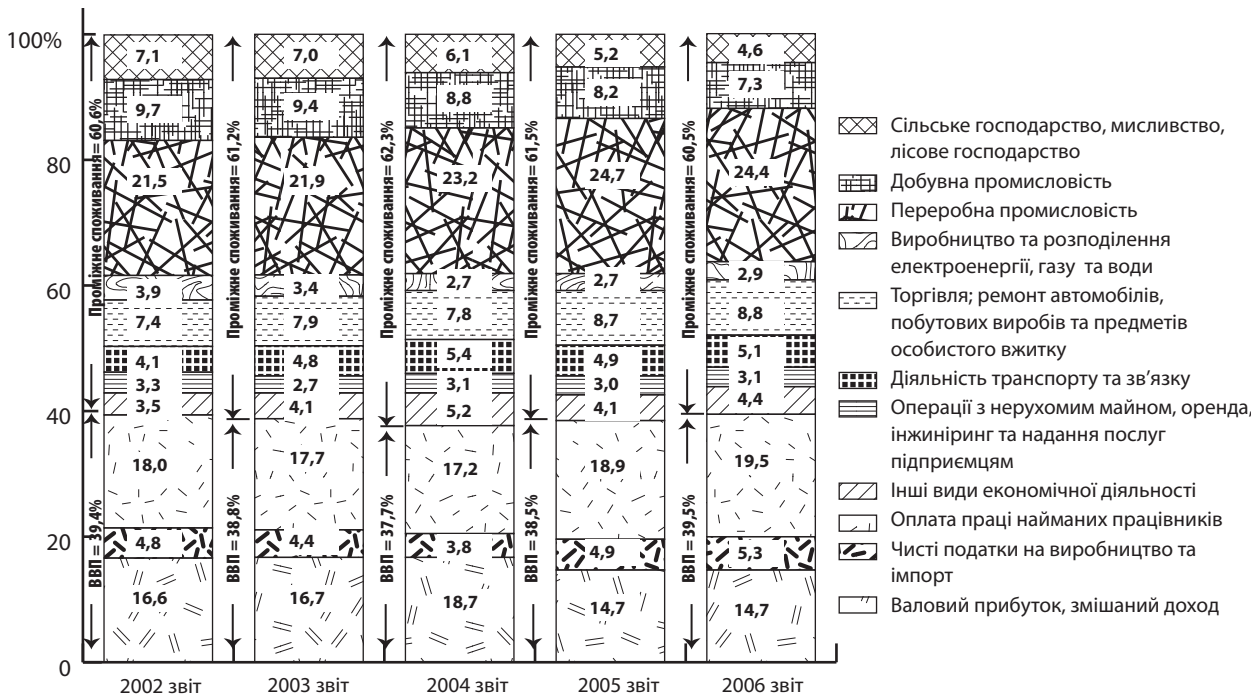 100%
80
60
40
20
0
7,1
9,7
21,5
3,9
7,4
4,1
3,3
3,5
18,0
4,8
16,6
Проміжне споживання= 60,6%
ВВП = 39,4%
7,0
9,4
21,9
3,4
7,9
4,8
2,7
4,1
17,7
4,4
16,7
Проміжне споживання= 61,2%
ВВП = 38,8%
6,1
8,8
23,2
2,7
7,8
5,4
3,1
5,2
17,2
3,8
18,7
Проміжне споживання= 62,3%
ВВП = 37,7%
5,2
8,2
24,7
2,7
8,7
4,9
3,0
4,1
18,9
4,9
14,7
Проміжне споживання= 61,5%
ВВП = 38,5%
4,6
7,3
24,4
2,9
8,8
5,1
3,1
4,4
19,5
5,3
14,7
Проміжне споживання= 60,5%
ВВП = 39,5%
2002 звіт
2003 звіт
2004 звіт
2005 звіт
2006 звіт
Сільське господарство, мисливство,
лісове господарство
Добувна промисловість
Переробна промисловість
Виробництво та розподілення
електроенергії, газу та води
Торгівля; ремонт автомобілів,
побутових виробів та предметів
особистого вжитку
Діяльність транспорту та зв’язку
Операції з нерухомим майном, оренда,
інжиніринг та надання послуг
підприємцям
Інші види економічної діяльності
Оплата праці найманих працівників
Чисті податки на виробництво та
імпорт
Валовий прибуток, змішаний доход